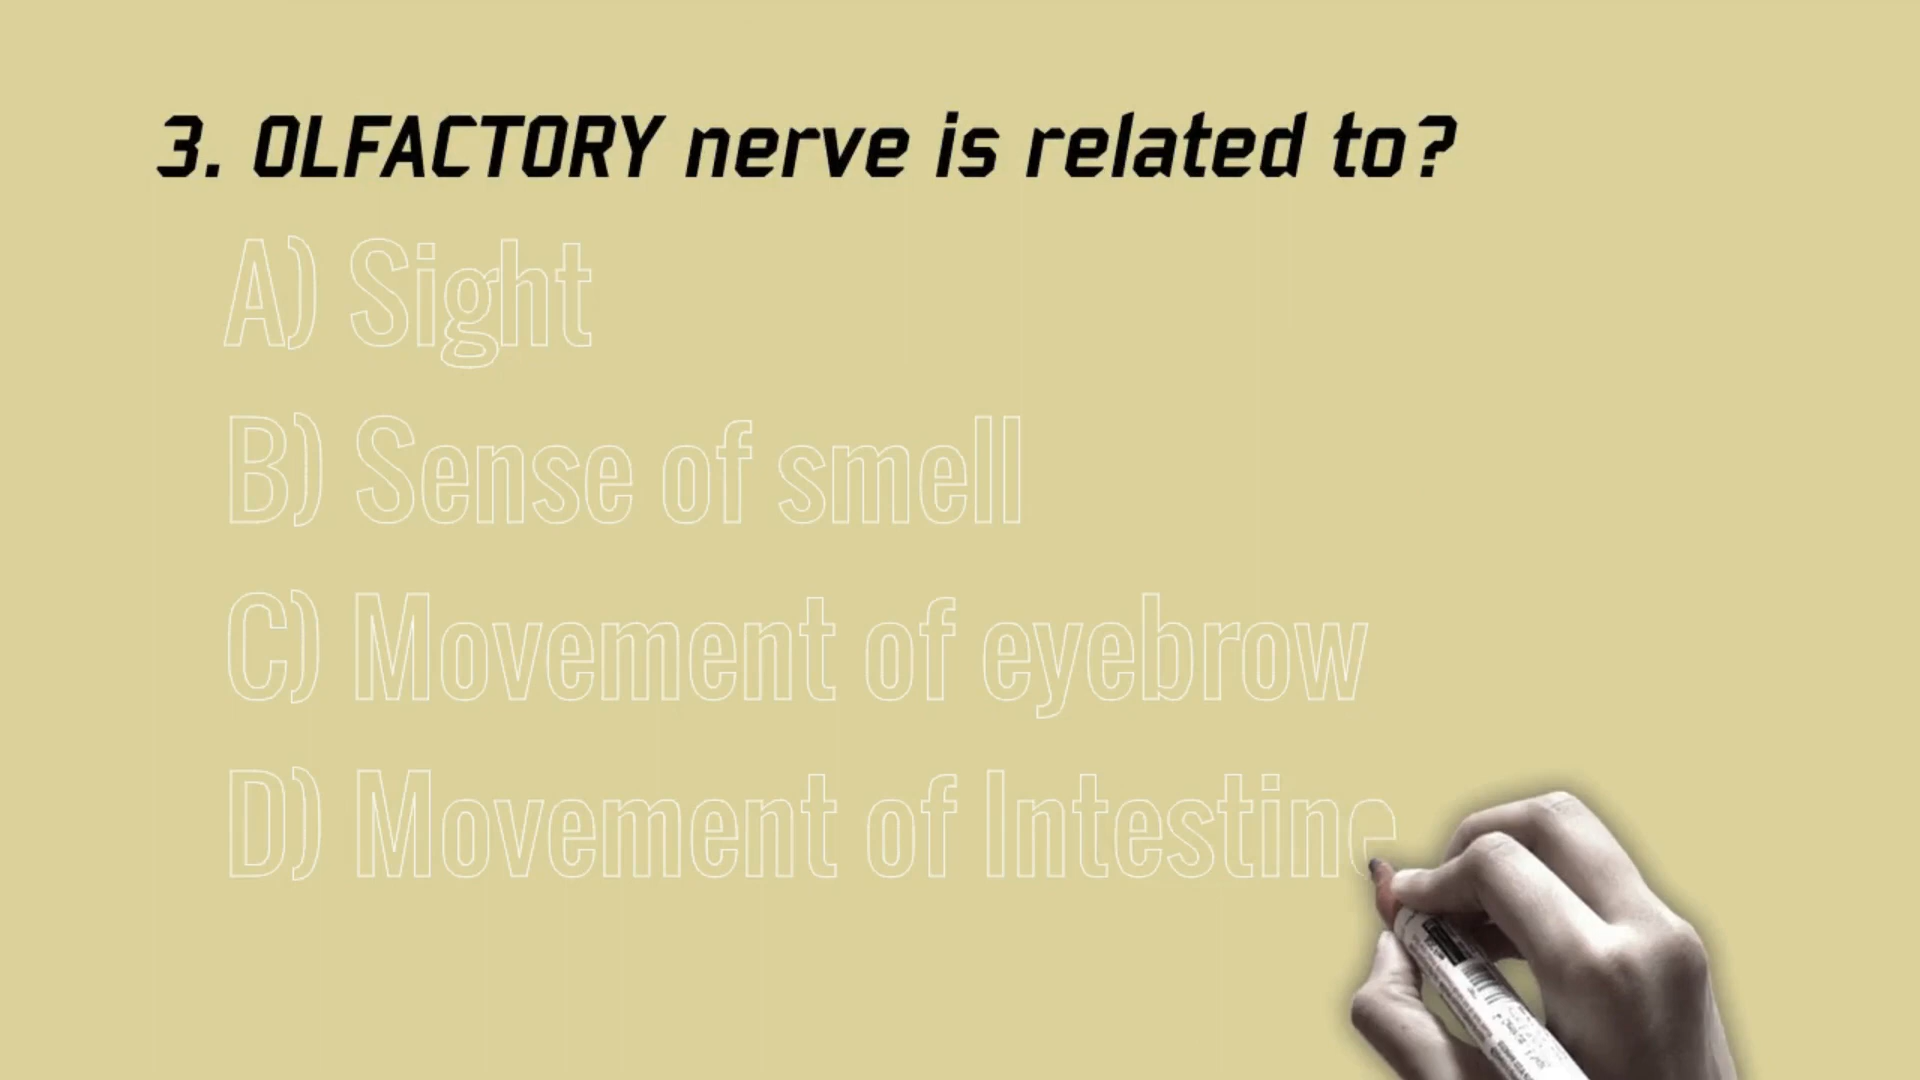 3. OLFACTORY nerve is related to?
A) Sight
B) Sense of smell
C) Movement of eyebrow
D) Movement of Intestine